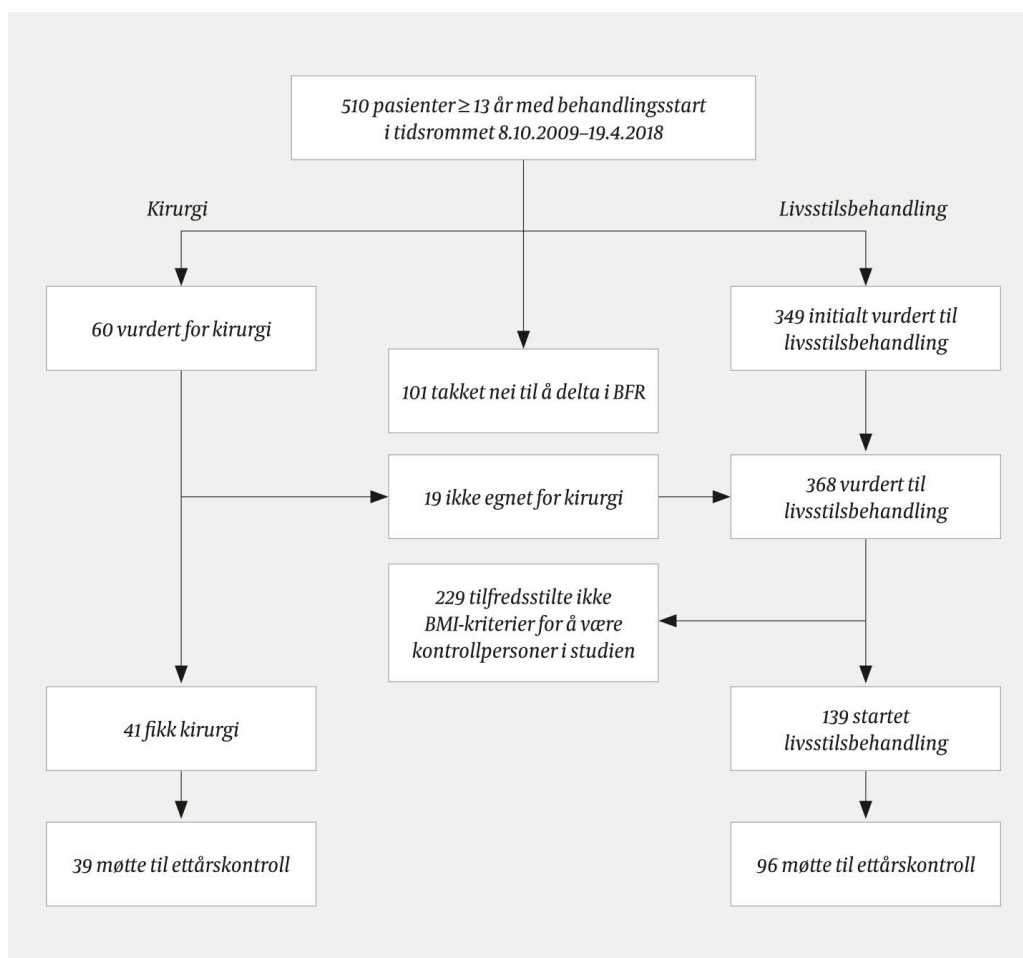 510 pasienter ≥ 13 år med behandlingsstart
i tidsrommet 8.10.2009–19.4.2018
Kirurgi
Livsstilsbehandling
60 vurdert for kirurgi
349 initialt vurdert til
livsstilsbehandling
101 takket nei til å delta i BFR
19 ikke egnet for kirurgi
368 vurdert til
livsstilsbehandling
229 tilfredsstilte ikke
BMI-kriterier for å være
kontrollpersoner i studien
41 fikk kirurgi
139 startet
livsstilsbehandling
39 møtte til ettårskontroll
96 møtte til ettårskontroll